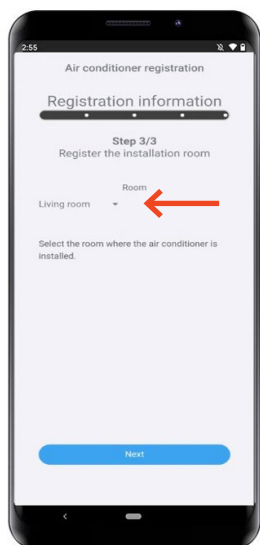 2:55
Air conditioner registration
Registration information
Step 3/3
Register the installation room
Room
Living room
Select the room where the air conditioner is
installed.
Next